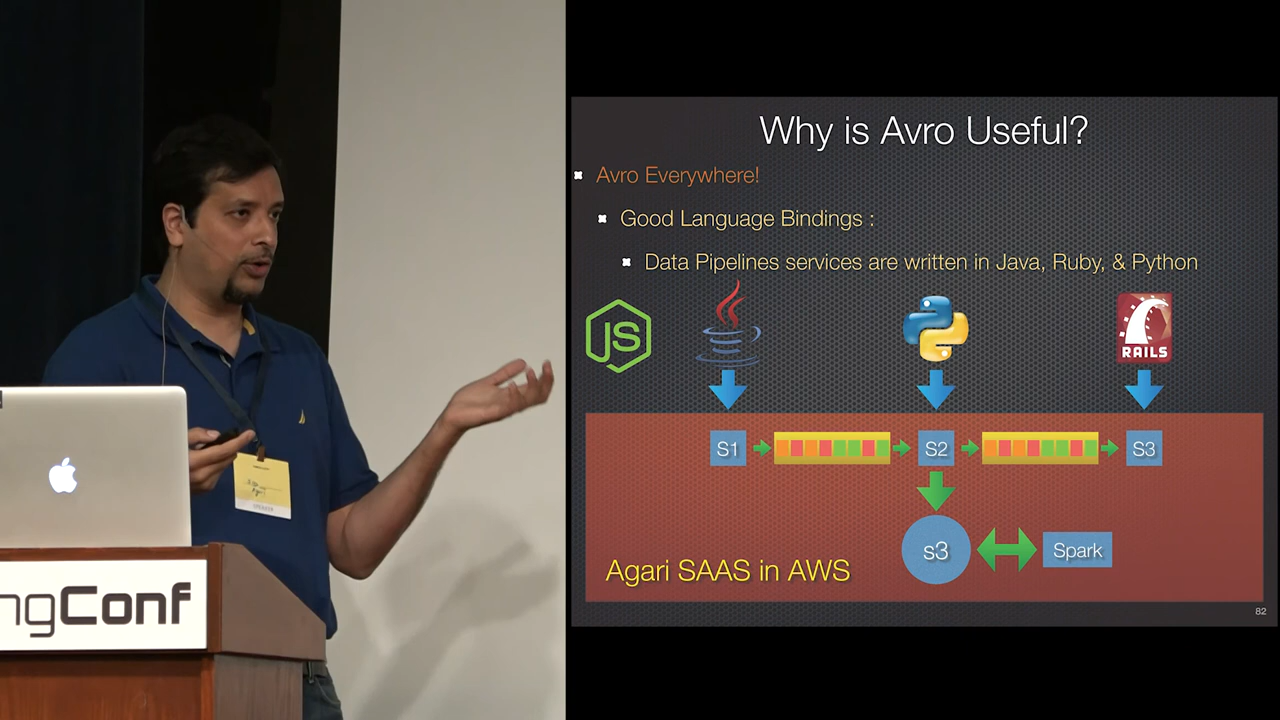 Why is Avro Useful?
Avro Everywhere!
Good Language Bindings :
Data Pipelines services are written in Java, Ruby, & Python
JS
RAILS
S1
S2
S3
s3
Spark
Agari SAAS in AWS
82
ngConf
SPEAKER